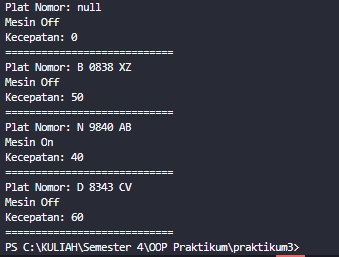 Plat Nomor: null
Mesin Off
Kecepatan: 0
============================
Plat Nomor: B 0838 XZ
Mesin Off
Kecepatan: 50
============================
Plat Nomor: N 9840 AB
Mesin On
Kecepatan: 40
============================
Plat Nomor: D 8343 CV
Mesin Off
Kecepatan: 60
============================
PS C:\KULIAH\Semester 4\OOP Praktikum\praktikum3>